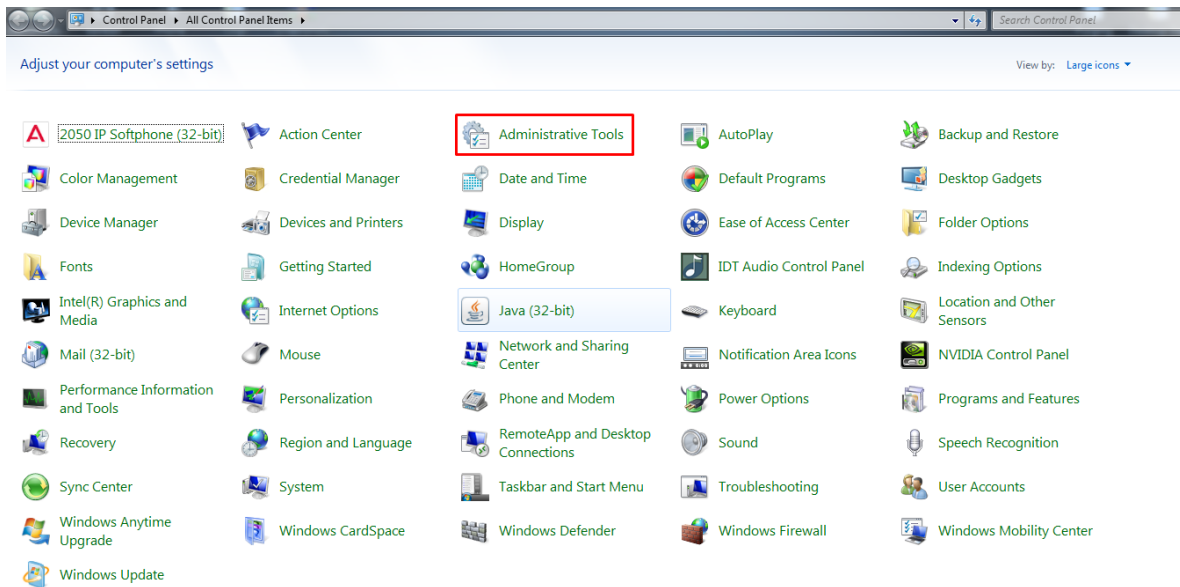 Control Panel All Control Panel Items Search Control Panel
Adjust your computer's settings View by: Large icons
2050 IP Softphone (32-bit) Action Center Administrative Tools AutoPlay Backup and Restore
Color Management Credential Manager Date and Time Default Programs Desktop Gadgets
Device Manager Devices and Printers Display Ease of Access Center Folder Options
Fonts Getting Started HomeGroup IDT Audio Control Panel Indexing Options
Intel(R) Graphics and
Media
Internet Options Java (32-bit) Keyboard
Location and Other
Sensors
Mail (32-bit) Mouse
Network and Sharing
Center
Notification Area Icons NVIDIA Control Panel
Performance Information
and Tools
Personalization Phone and Modem Power Options Programs and Features
Recovery Region and Language
RemoteApp and Desktop
Connections
Sound Speech Recognition
Sync Center System Taskbar and Start Menu Troubleshooting User Accounts
Windows Anytime
Upgrade
Windows CardSpace Windows Defender Windows Firewall Windows Mobility Center
Windows Update